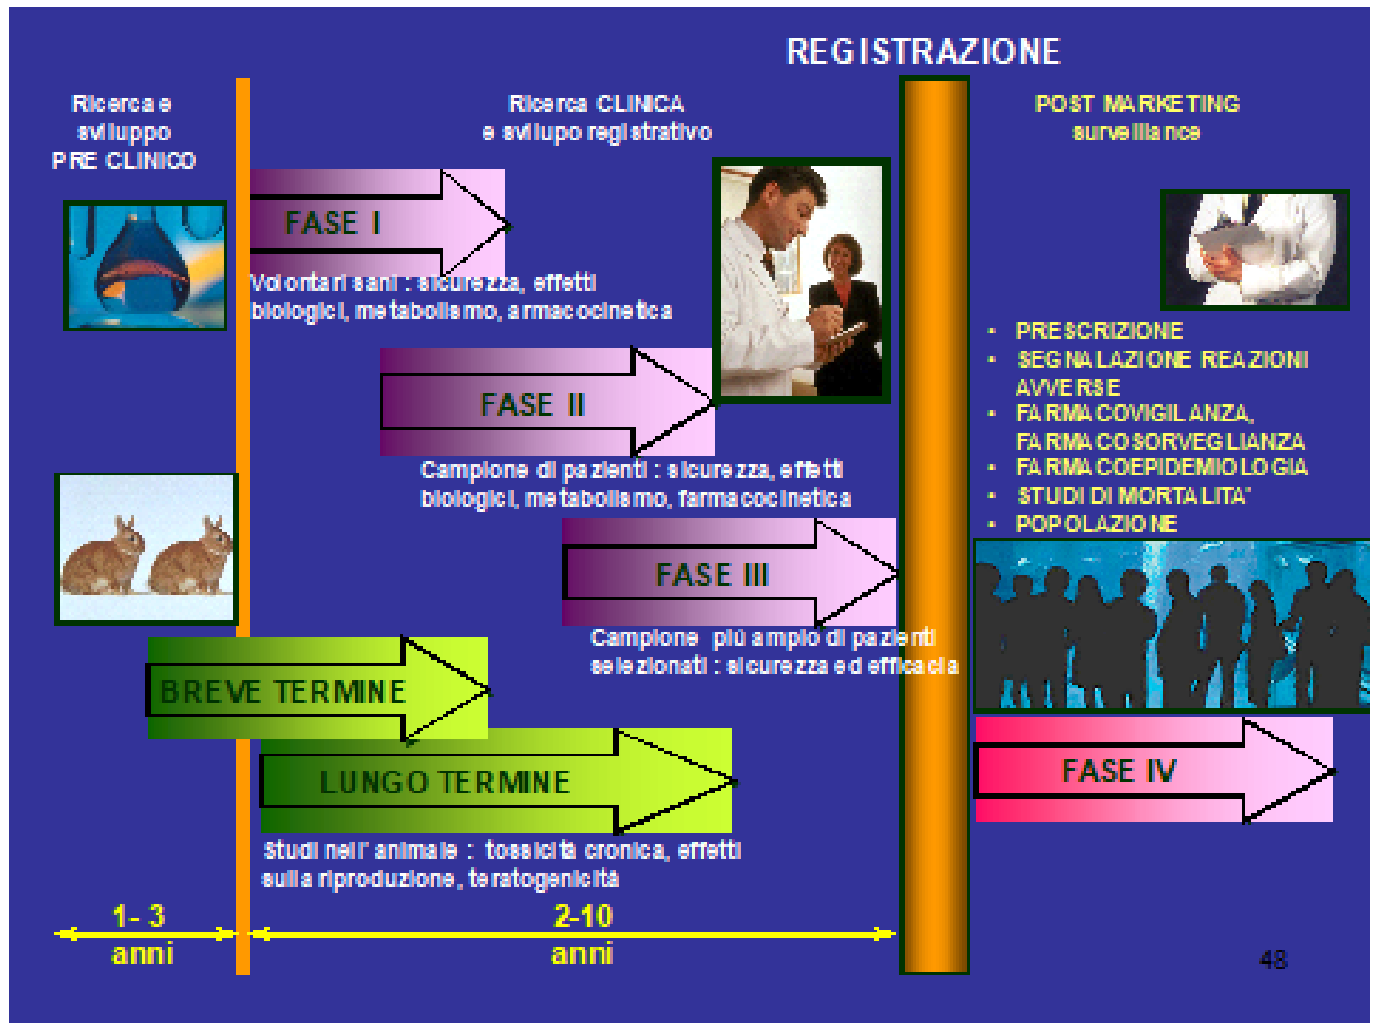 REGISTRAZIONE
Ricerca e
sviluppo
PRE CLINICO
Ricerca CLINICA
e svilupo registrativo
POST MARKETING
surveillance
FASE I
Volontari sani : sicurezza, effetti
biologici, metabolismo, armacocinetica
FASE II
Campione di pazienti : sicurezza, effetti
biologici, metabolismo, farmacocinetica
FASE III
Campione più ampio di pazienti
selezionati : sicurezza ed efficacia
• PRESCRIZIONE
• SEGNALAZIONE REAZIONI
AVVERSE
• FARMACOVIGILANZA,
FARMACOSORVEGLIANZA
• FARMACOEPIDEMIOLOGIA
• STUDI DI MORTALITA'
• POPOLAZIONE
BREVE TERMINE
LUNGO TERMINE
Studi nell' animale : tossicità cronica, effetti
sulla riproduzione, teratogenicità
FASE IV
1- 3
anni
2-10
anni
48